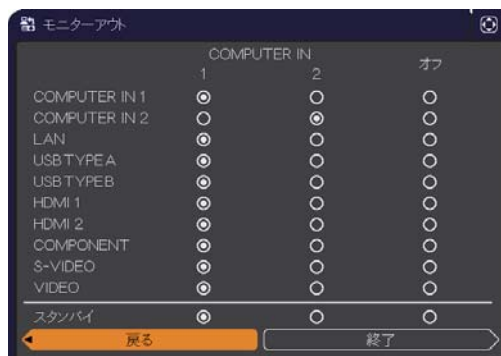 モニターアウト
COMPUTER IN
1 2 オフ
COMPUTER IN 1
COMPUTER IN 2
LAN
USB TYPE A
USB TYPE B
HDMI 1
HDMI 2
COMPONENT
S-VIDEO
VIDEO
スタンバイ
戻る 終了